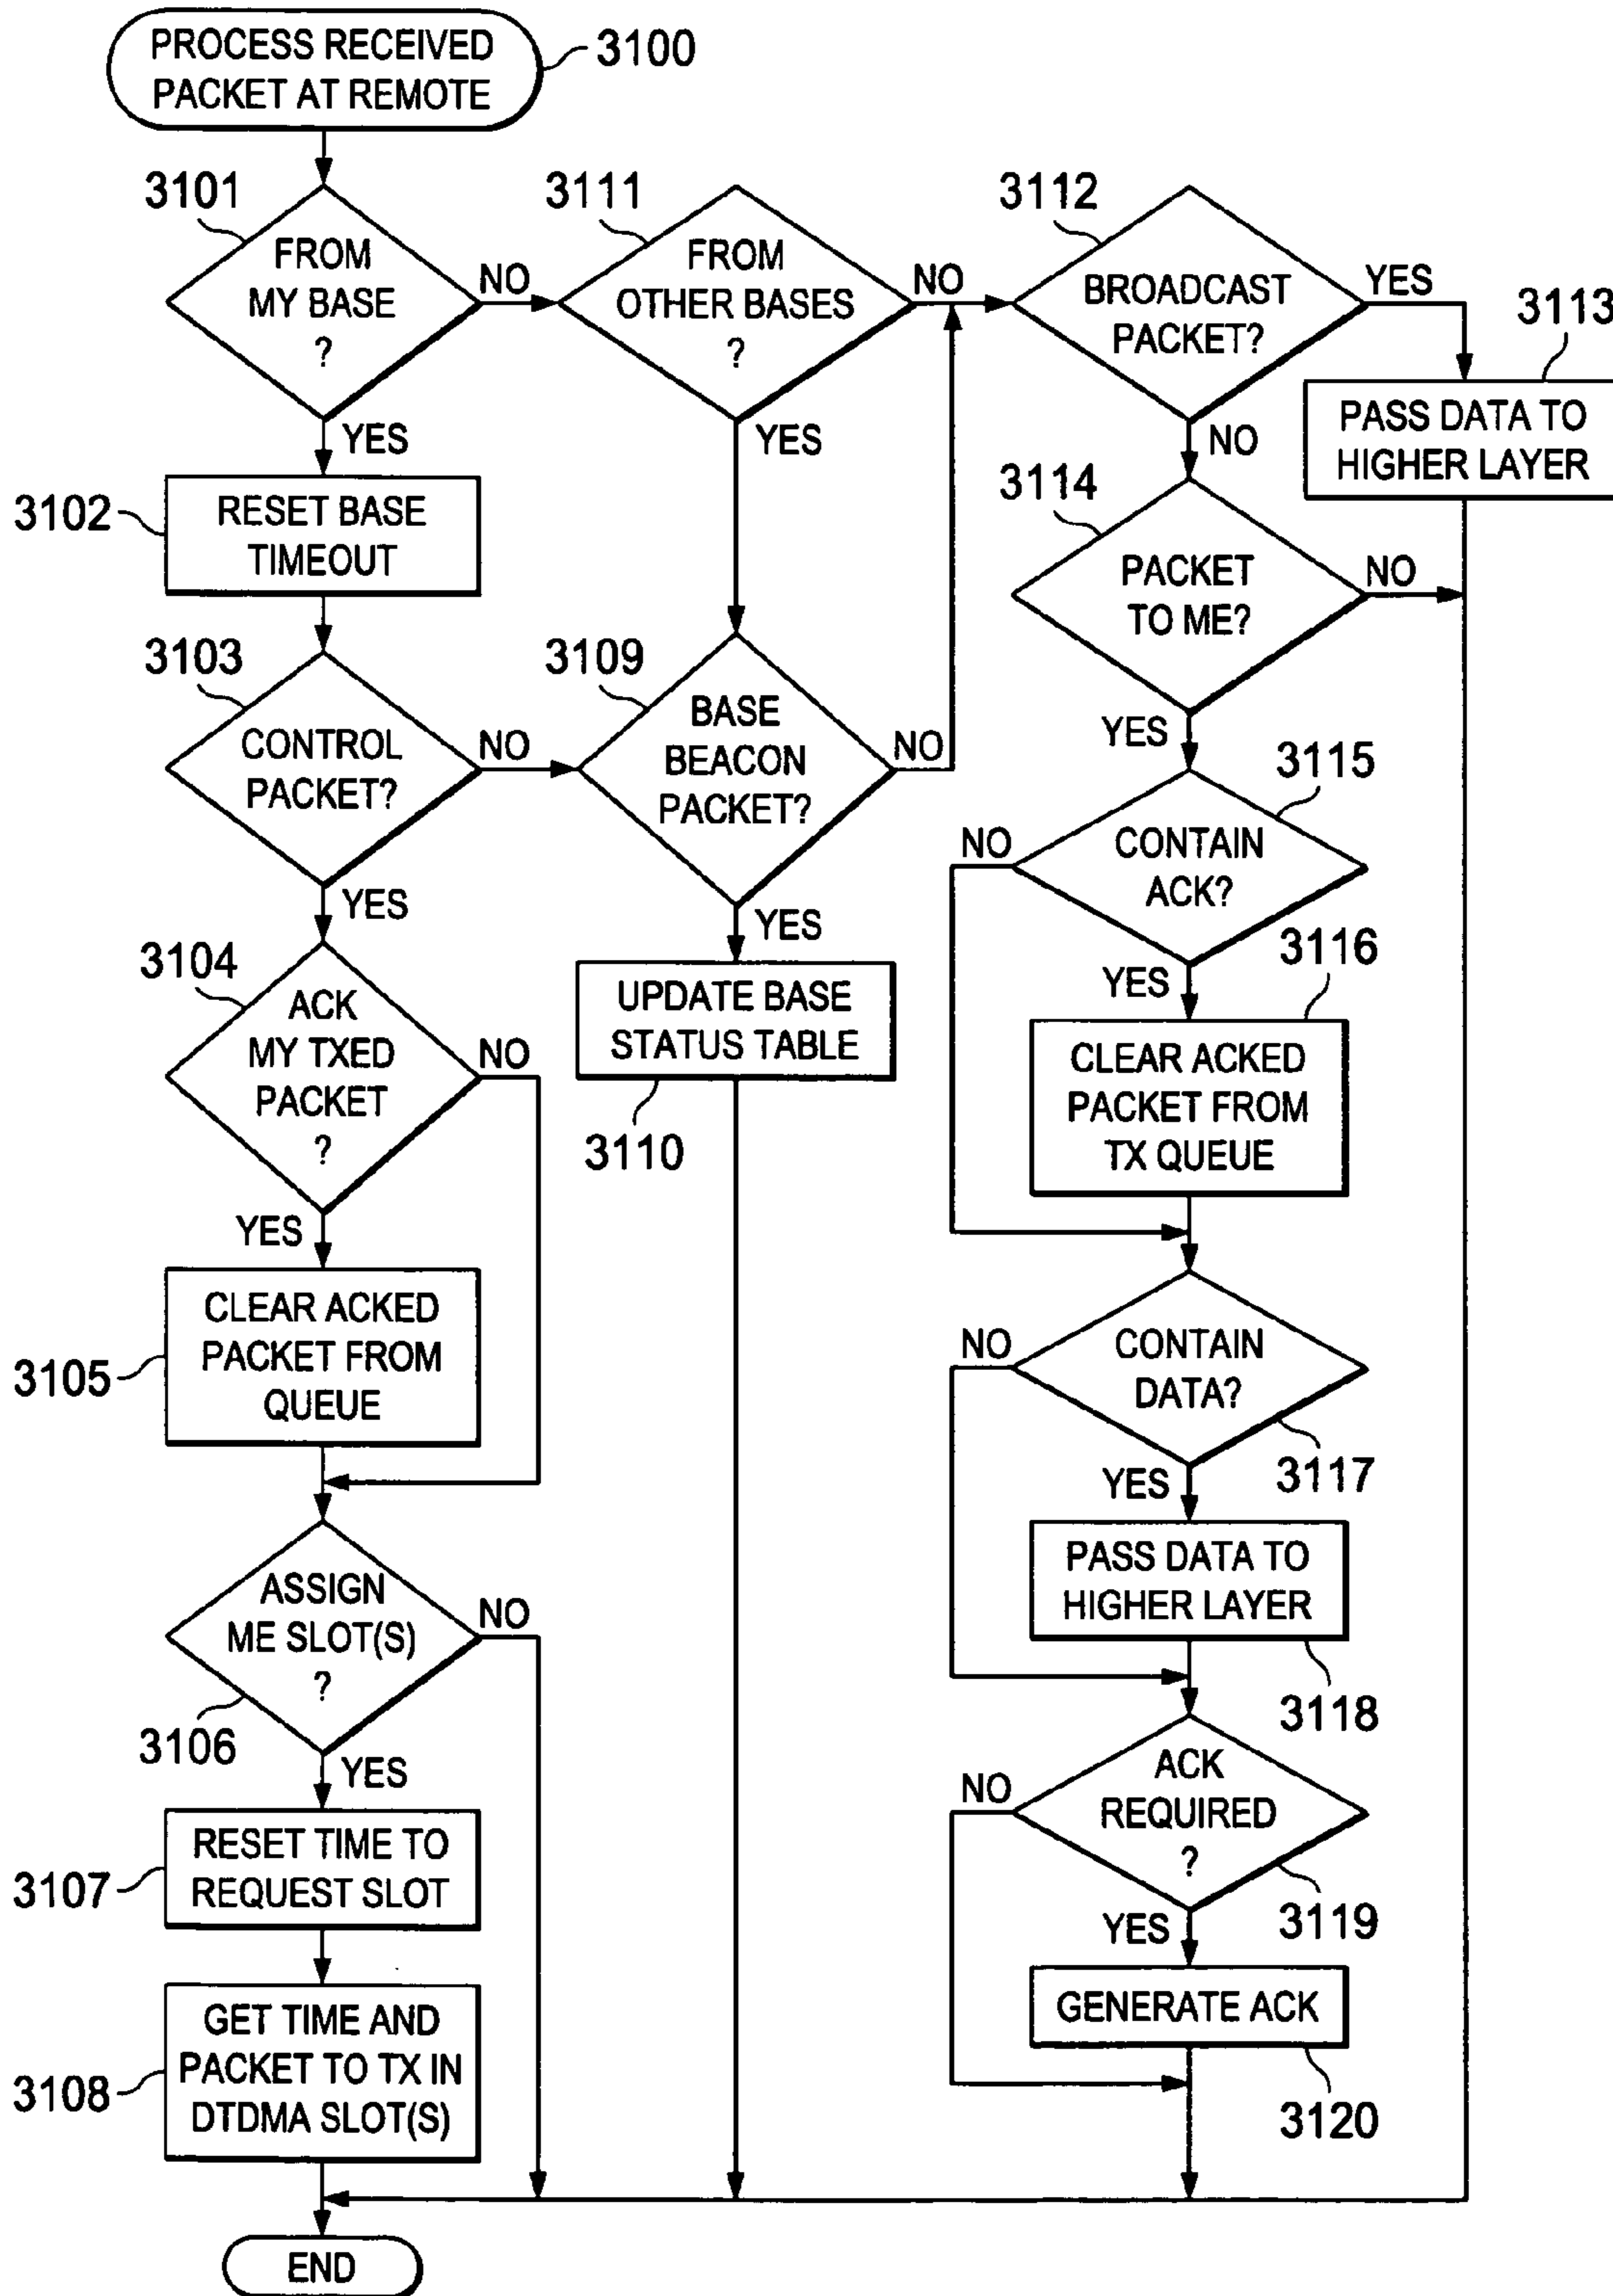 PROCESS RECEIVED
PACKET AT REMOTE
3100
3101
FROM
MY BASE
?
NO
YES
3102
RESET BASE
TIMEOUT
3103
CONTROL
PACKET?
NO
YES
3104
ACK
MY TXED
PACKET
?
NO
YES
3105
CLEAR ACKED
PACKET FROM
QUEUE
ASSIGN
ME SLOT(S)
?
NO
3106
YES
3107
RESET TIME TO
REQUEST SLOT
3108
GET TIME AND
PACKET TO TX IN
DTDMA SLOT(S)
END
3111
FROM
OTHER BASES
?
NO
YES
3109
BASE
BEACON
PACKET?
NO
YES
UPDATE BASE
STATUS TABLE
3110
3112
BROADCAST
PACKET?
YES
NO
3113
PASS DATA TO
HIGHER LAYER
3114
PACKET
TO ME?
NO
YES
3115
CONTAIN
ACK?
NO
YES
3116
CLEAR ACKED
PACKET FROM
TX QUEUE
CONTAIN
DATA?
NO
3117
YES
PASS DATA TO
HIGHER LAYER
3118
ACK
REQUIRED
?
NO
3119
YES
GENERATE ACK
3120